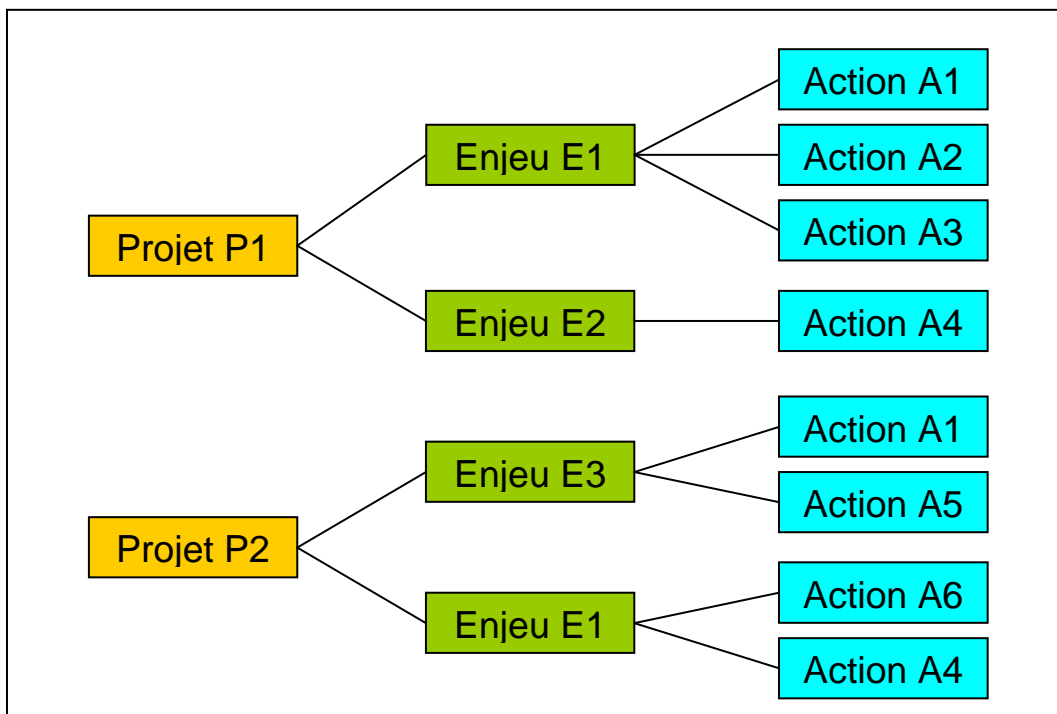 Projet P1
Enjeu E1
Action A1
Action A2
Action A3
Enjeu E2
Action A4
Projet P2
Enjeu E3
Action A1
Action A5
Enjeu E1
Action A6
Action A4